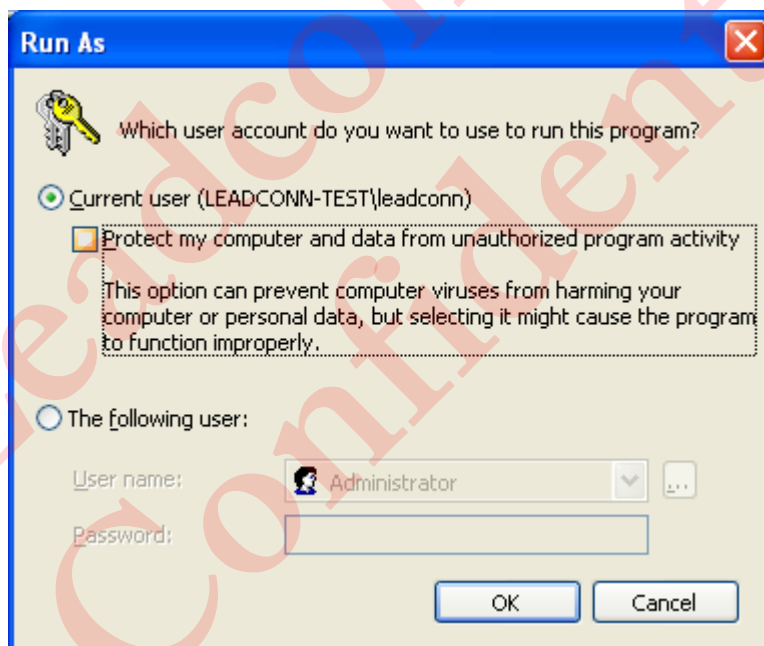 Run As
Which user account do you want to use to run this program?
Current user (LEADCONN-TEST\leadconn)
Protect my computer and data from unauthorized program activity
This option can prevent computer viruses from harming your
computer or personal data, but selecting it might cause the program
to function improperly.
The following user:
User name:
Administrator
...
Password:
OK
Cancel
Leadcon
Confident